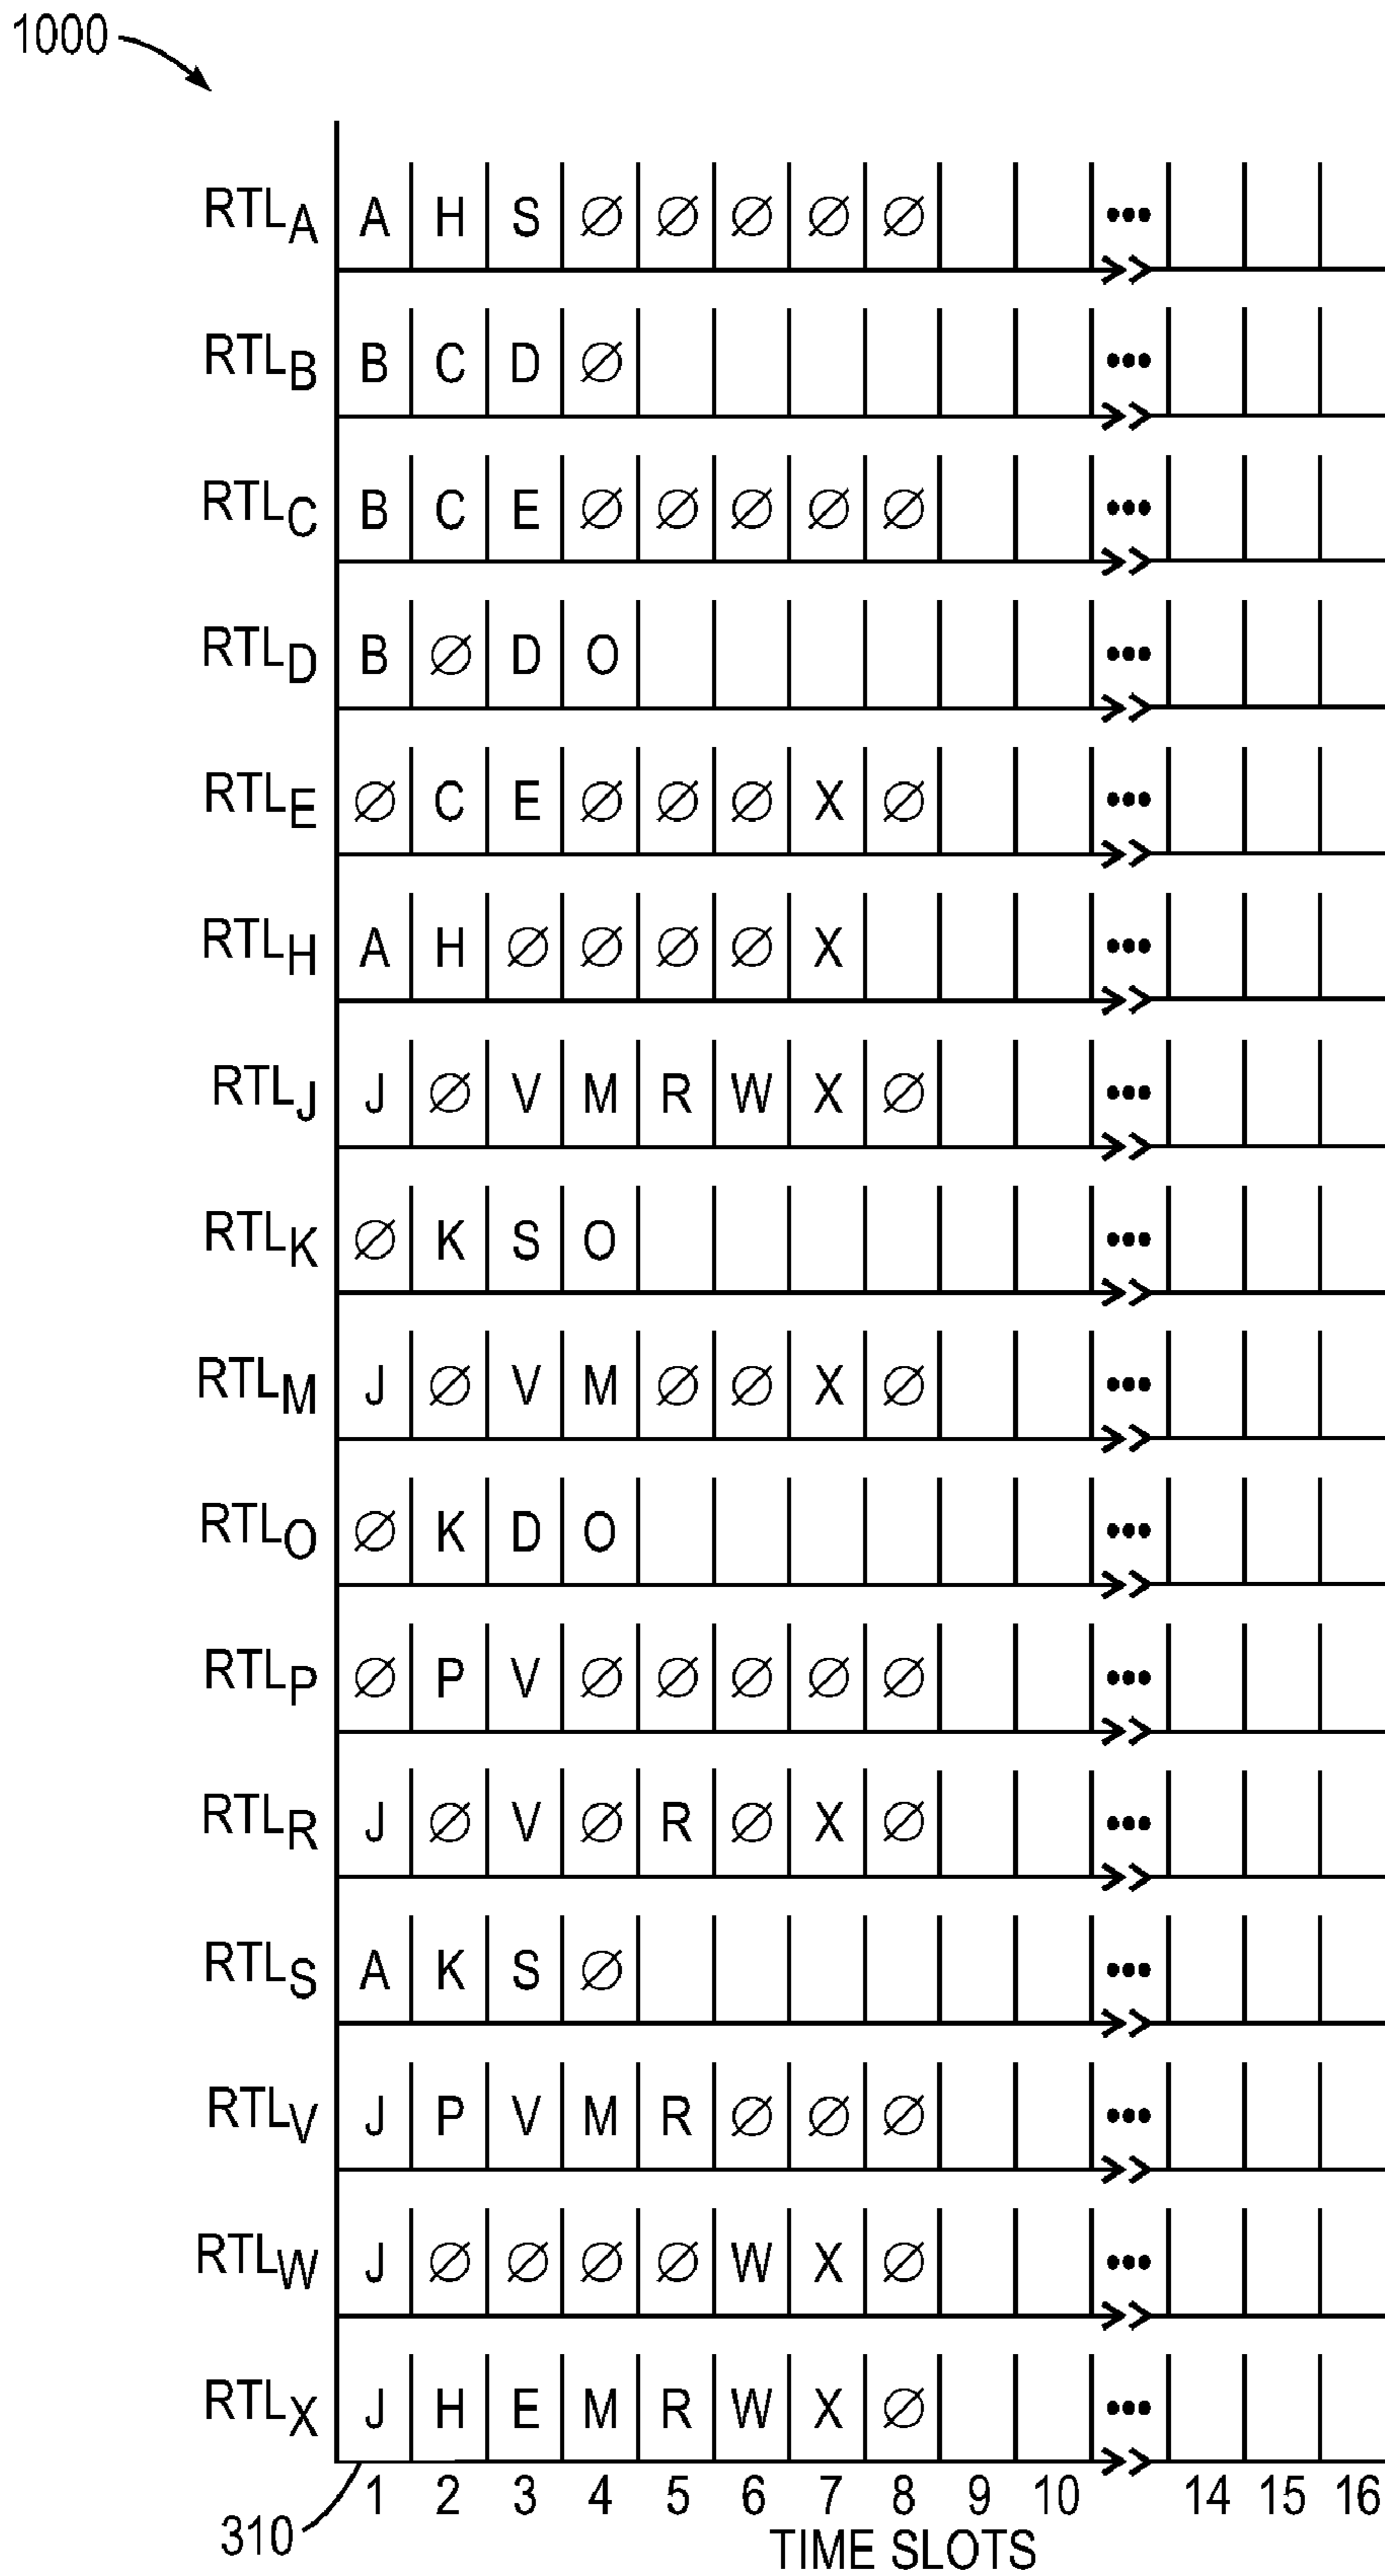 1000
RTLA A H S ∅ ∅ ∅ ∅ ∅ •••
RTLB B C D ∅ •••
RTLC B C E ∅ ∅ ∅ ∅ ∅ •••
RTLD B ∅ D O •••
RTLE ∅ C E ∅ ∅ ∅ X ∅ •••
RTLH A H ∅ ∅ ∅ ∅ X •••
RTLJ J ∅ V M R W X ∅ •••
RTLK ∅ K S O •••
RTLM J ∅ V M ∅ ∅ X ∅ •••
RTLO ∅ K D O •••
RTLP ∅ P V ∅ ∅ ∅ ∅ ∅ •••
RTLR J ∅ V ∅ R ∅ X ∅ •••
RTLS A K S ∅ •••
RTLV J P V M R ∅ ∅ ∅ •••
RTLW J ∅ ∅ ∅ ∅ W X ∅ •••
RTLX J H E M R W X ∅ •••
1 2 3 4 5 6 7 8 9 10 14 15 16
310
TIME SLOTS